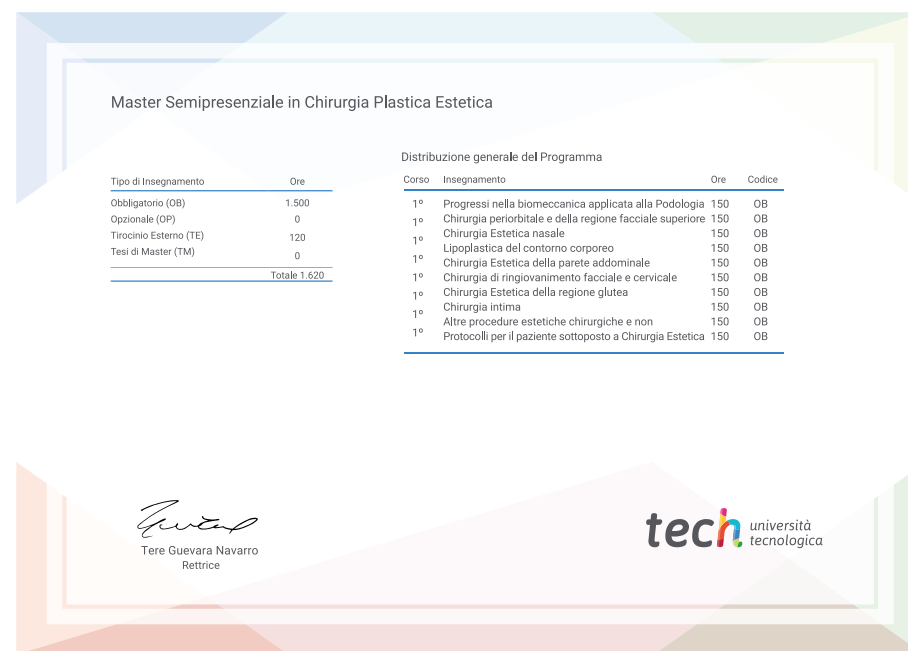 Master Semipresenziale in Chirurgia Plastica Estetica
Tipo di Insegnamento Ore
Obbligatorio (OB) 1.500
Opzionale (OP) 0
Tirocinio Esterno (TE) 120
Tesi di Master (TM) 0
Totale 1.620
Distribuzione generale del Programma
Corso Insegnamento Ore Codice
1º Progressi nella biomeccanica applicata alla Podologia 150 OB
1º Chirurgia periorbitale e della regione facciale superiore 150 OB
1º Chirurgia Estetica nasale 150 OB
1º Lipoplastica del contorno corporeo 150 OB
Chirurgia Estetica della parete addominale 150 OB
1º Chirurgia di ringiovanimento facciale e cervicale 150 OB
1º Chirurgia Estetica della regione glutea 150 OB
1º Chirurgia intima 150 OB
Altre procedure estetiche chirurgiche e non 150 OB
1º Protocolli per il paziente sottoposto a Chirurgia Estetica 150 OB
Tere Guevara Navarro
Rettrice
tech università
tecnologica